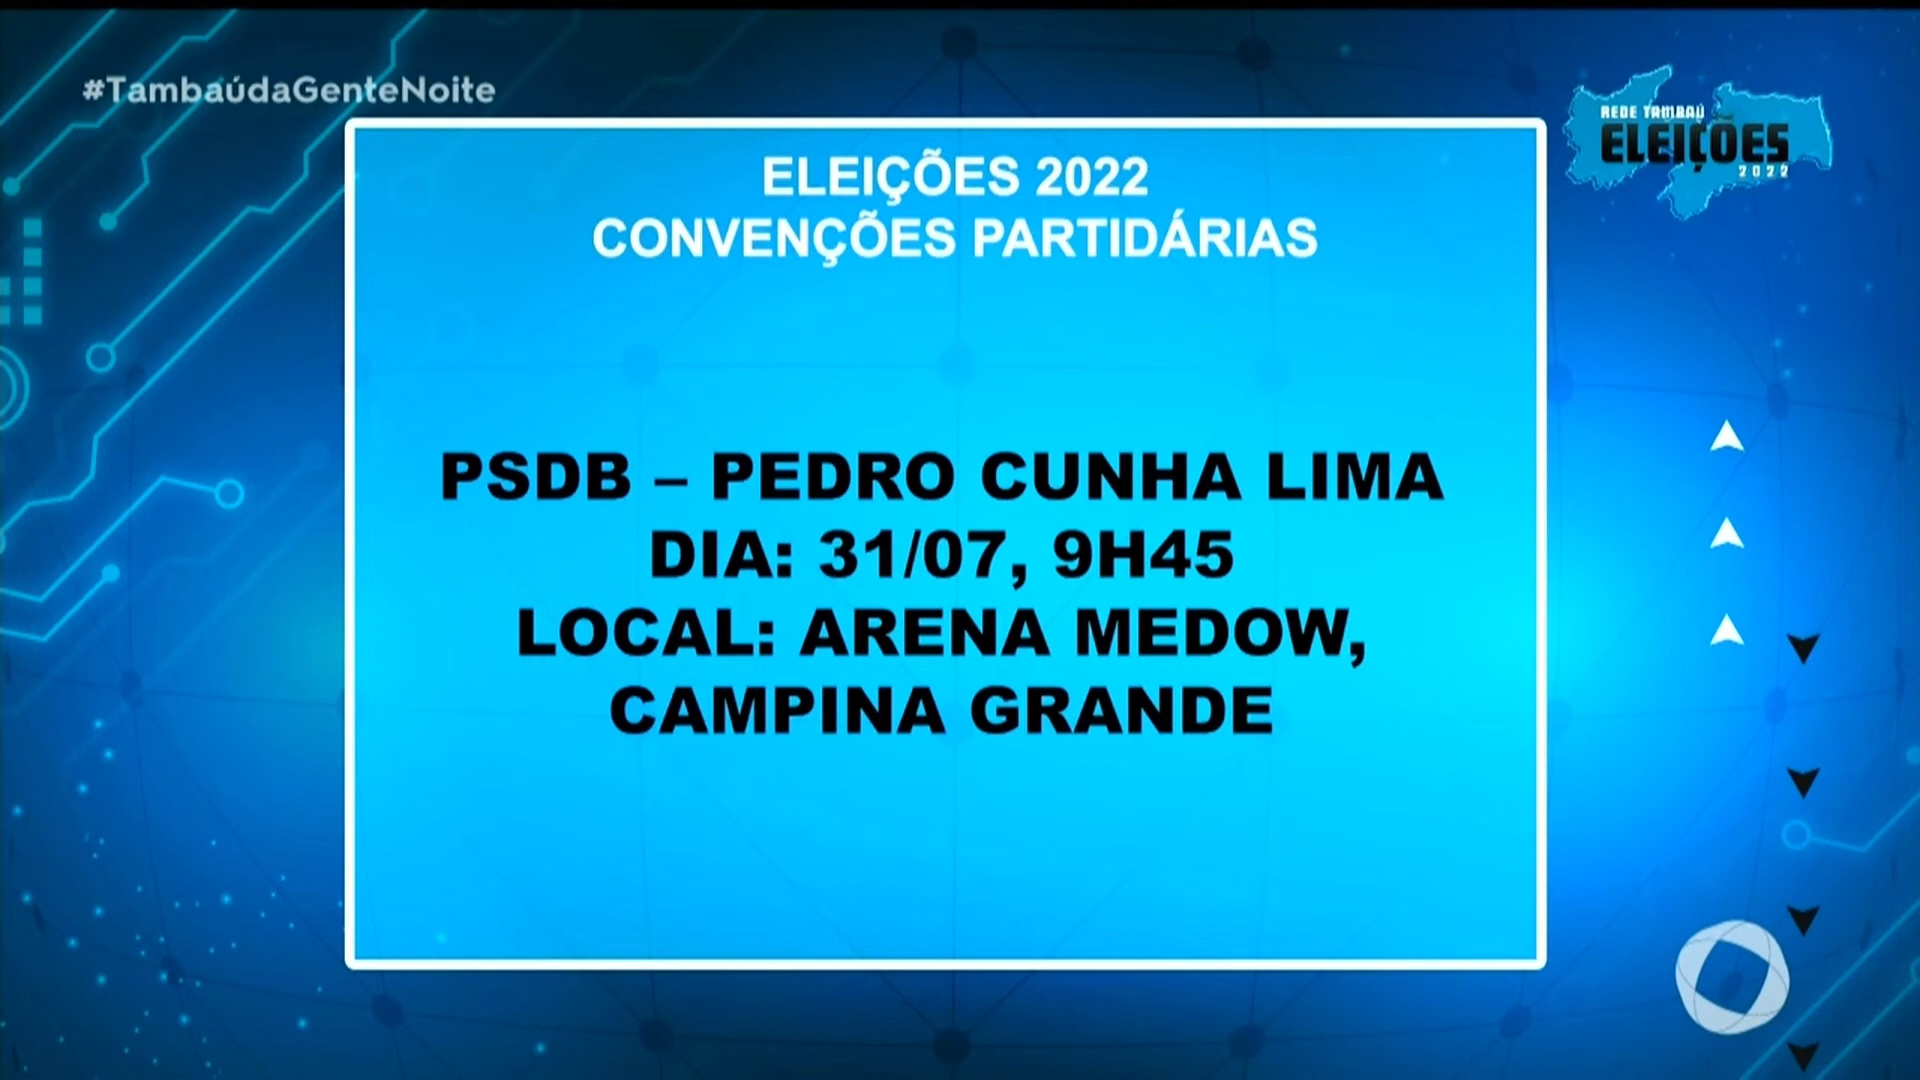 #TambaúdaGenteNoite
REDE TAMBAÚ
ELEIÇÕES
2022
ELEIÇÕES 2022
CONVENÇÕES PARTIDÁRIAS
PSDB – PEDRO CUNHA LIMA
DIA: 31/07, 9H45
LOCAL: ARENA MEDOW,
CAMPINA GRANDE